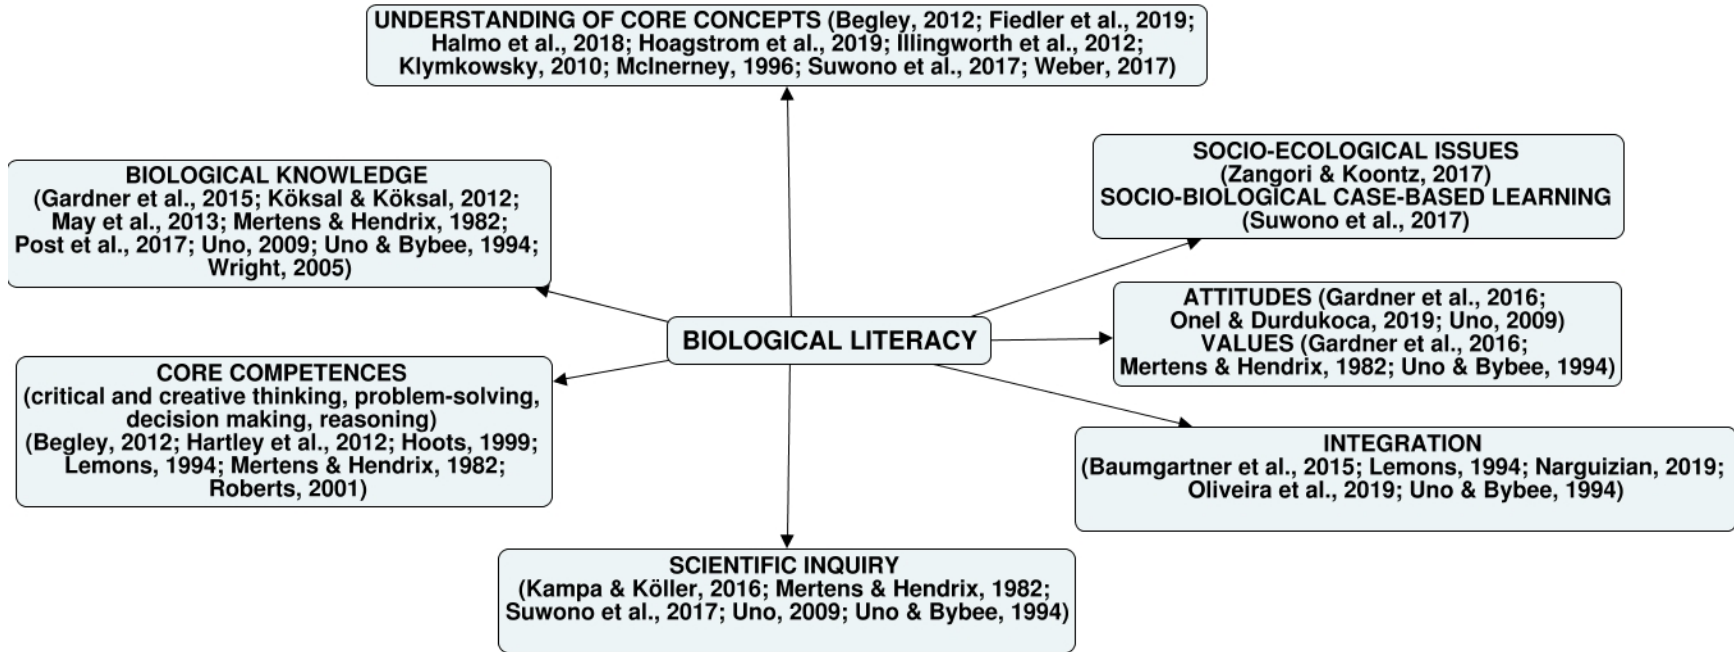 UNDERSTANDING OF CORE CONCEPTS (Begley, 2012; Fiedler et al., 2019;
Halmo et al., 2018; Hoagstrom et al., 2019; Illingworth et al., 2012;
Klymkowsky, 2010; McInerney, 1996; Suwono et al., 2017; Weber, 2017)
SOCIO-ECOLOGICAL ISSUES
(Zangori & Koontz, 2017)
SOCIO-BIOLOGICAL CASE-BASED LEARNING
(Suwono et al., 2017)
BIOLOGICAL KNOWLEDGE
(Gardner et al., 2015; Köksal & Köksal, 2012;
May et al., 2013; Mertens & Hendrix, 1982;
Post et al., 2017; Uno, 2009; Uno & Bybee, 1994;
Wright, 2005)
ATTITUDES (Gardner et al., 2016;
Onel & Durdukoca, 2019; Uno, 2009)
VALUES (Gardner et al., 2016;
Mertens & Hendrix, 1982; Uno & Bybee, 1994)
BIOLOGICAL LITERACY
CORE COMPETENCES
(critical and creative thinking, problem-solving,
decision making, reasoning)
(Begley, 2012; Hartley et al., 2012; Hoots, 1999;
Lemons, 1994; Mertens & Hendrix, 1982;
Roberts, 2001)
INTEGRATION
(Baumgartner et al., 2015; Lemons, 1994; Narguizian, 2019;
Oliveira et al., 2019; Uno & Bybee, 1994)
SCIENTIFIC INQUIRY
(Kampa & Köller, 2016; Mertens & Hendrix, 1982;
Suwono et al., 2017; Uno, 2009; Uno & Bybee, 1994)